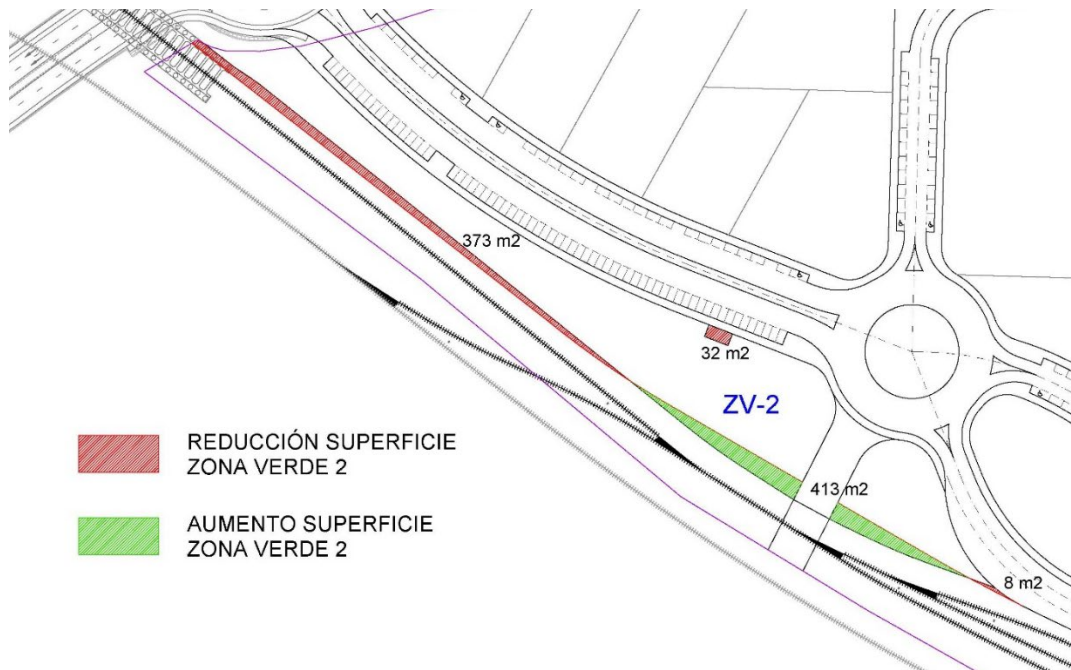 373 m2
32 m2
ZV-2
REDUCCIÓN SUPERFICIE
ZONA VERDE 2
413 m2
AUMENTO SUPERFICIE
ZONA VERDE 2
8 m2